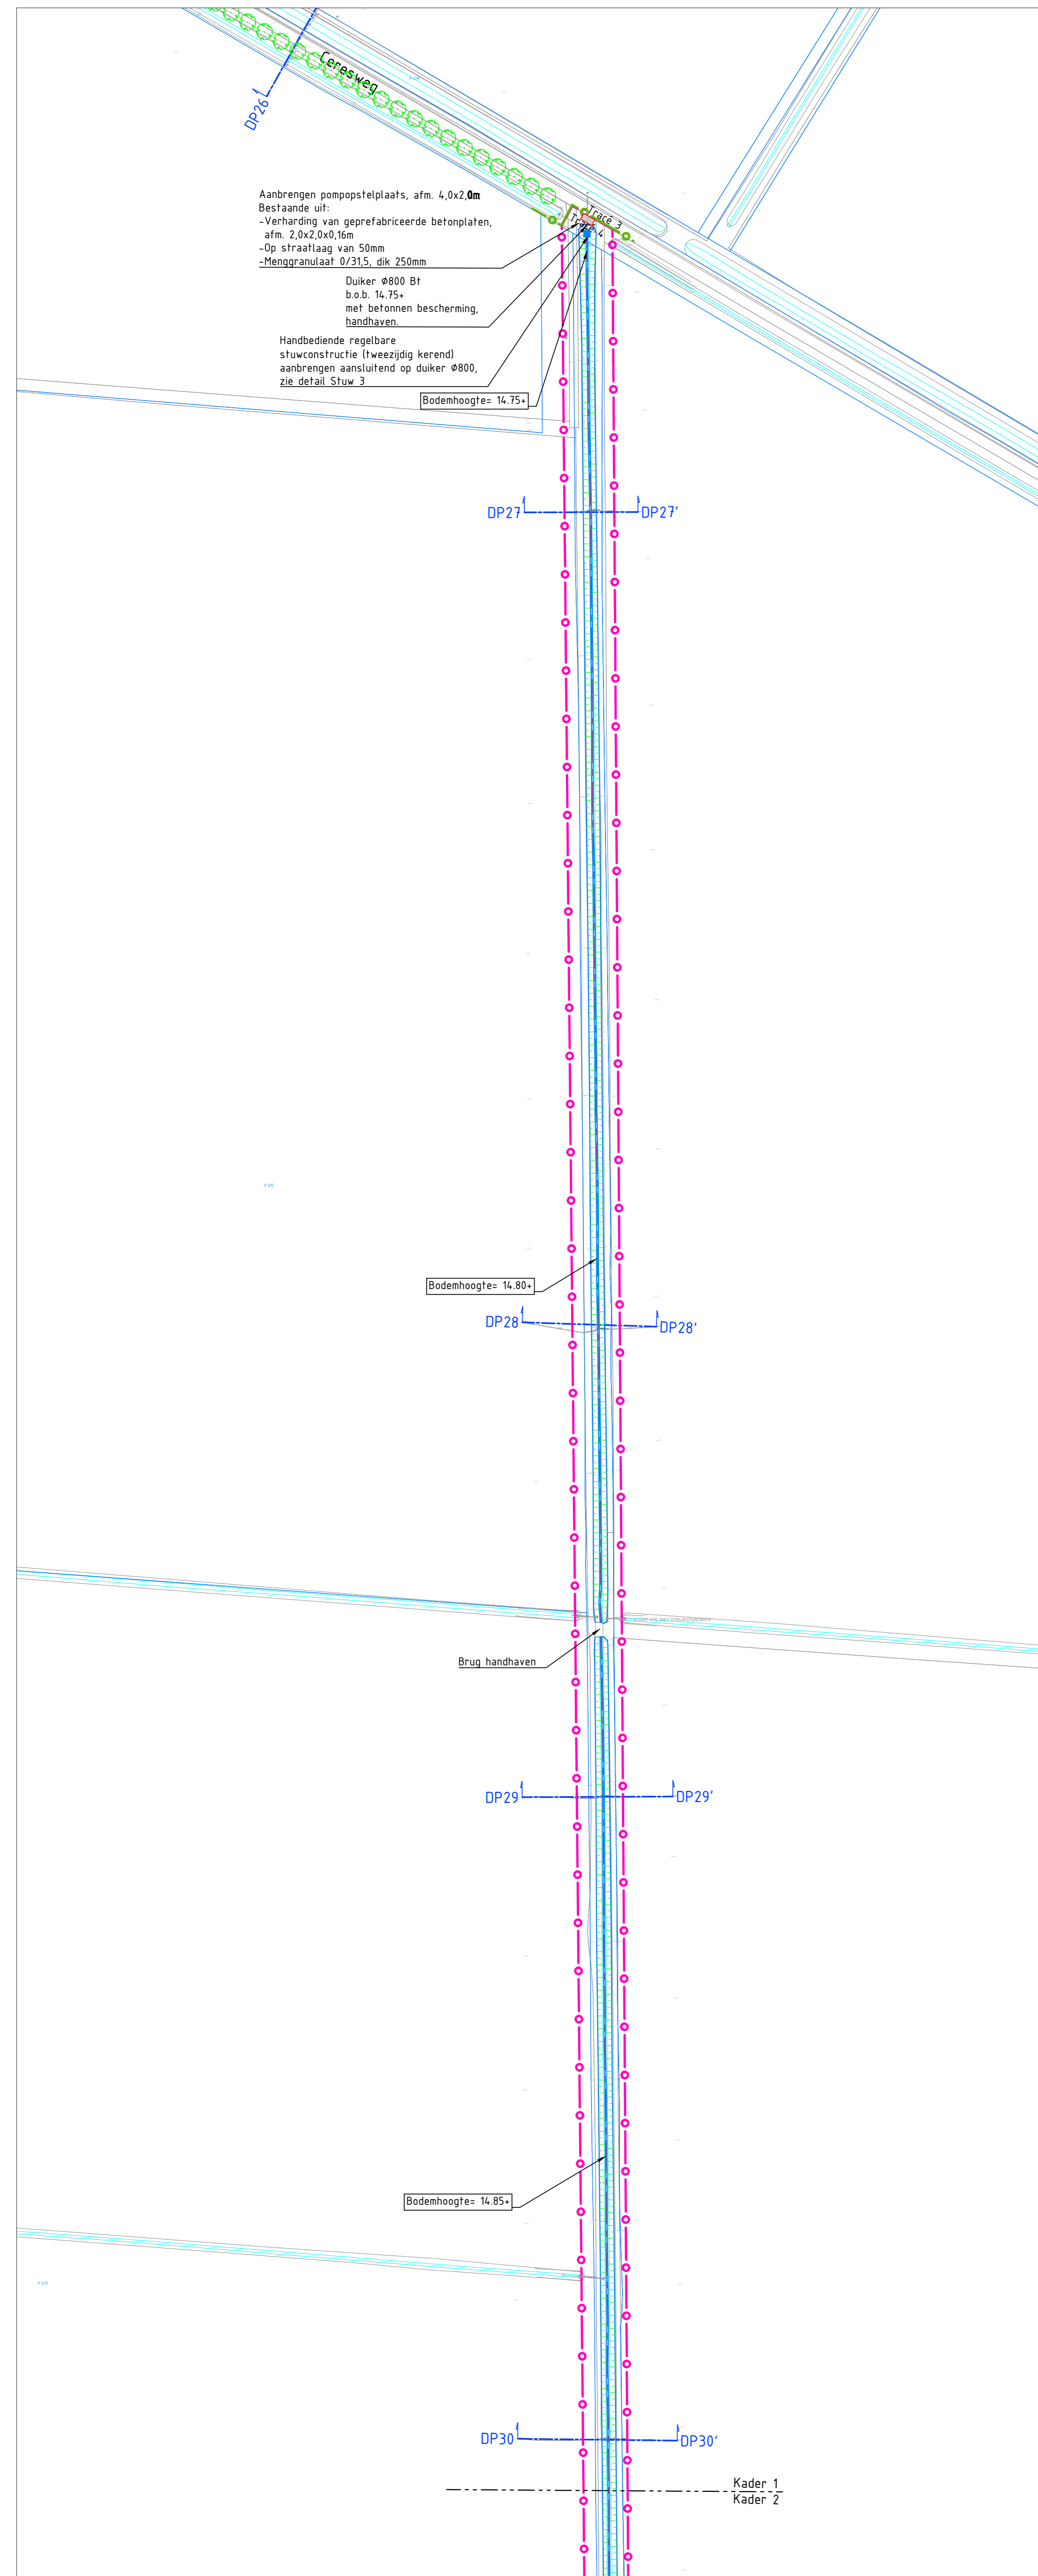 Ceresweg
DP26
Aanbrengen pompopstelplaats, afm. 4,0x2,0m
Bestaande uit:
-Verharding van geprefabriceerde betonplaten,
afm. 2,0x2,0x0,16m
-Op straatlaag van 50mm
-Menggranulaat 0/31,5, dik 250mm
Tracé 3
Tracé 4
Duiker Ø800 Bt
b.o.b. 14.75+
met betonnen bescherming,
handhaven.
Handbediende regelbare
stuwconstructie (tweezijdig kerend)
aanbrengen aansluitend op duiker Ø800,
zie detail Stuw 3
Bodemhoogte= 14.75+
DP27
DP27'
Bodemhoogte= 14.80+
DP28
DP28'
Brug handhaven
DP29
DP29'
Bodemhoogte= 14.85+
DP30
DP30'
Kader 1
Kader 2